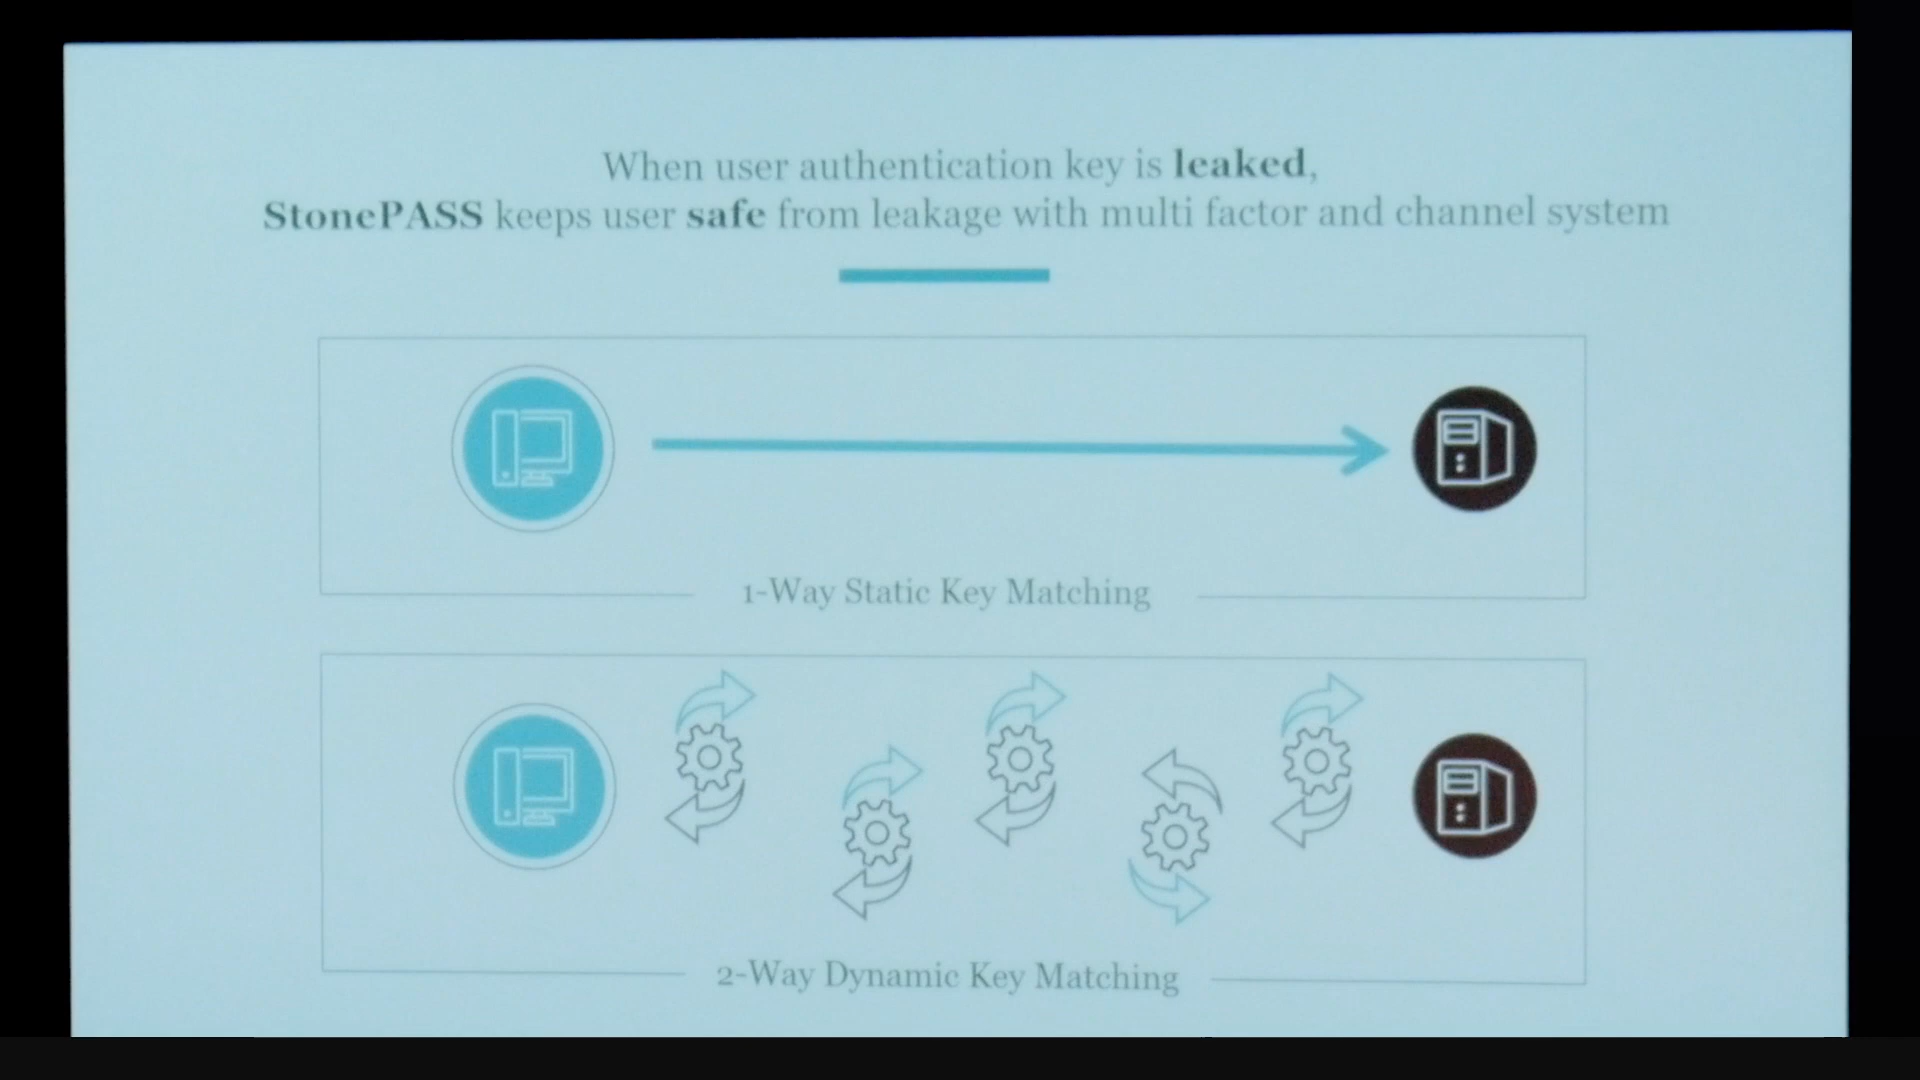 When user authentication key is leaked,
StonePASS keeps user safe from leakage with multi factor and channel system
1-Way Static Key Matching
2-Way Dynamic Key Matching